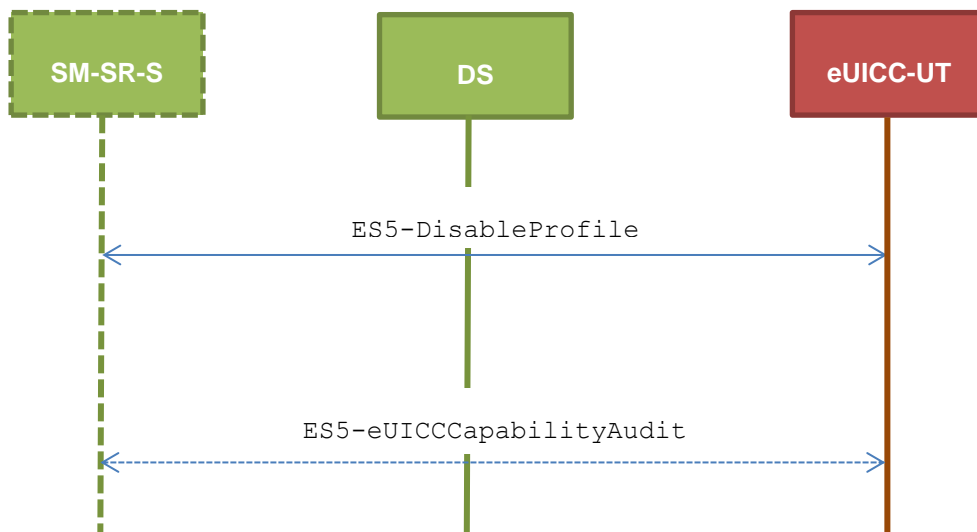 SM-SR-S
DS
eUICC-UT
ES5-DisableProfile
ES5-eUICCCapabilityAudit